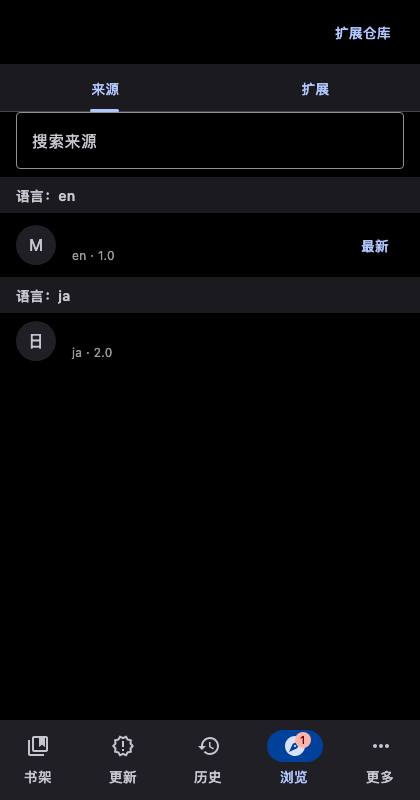 扩展仓库
来源
扩展
搜索来源
语言：en
M
en · 1.0
最新
语言：ja
日
ja · 2.0
1
书架
更新
历史
浏览
更多